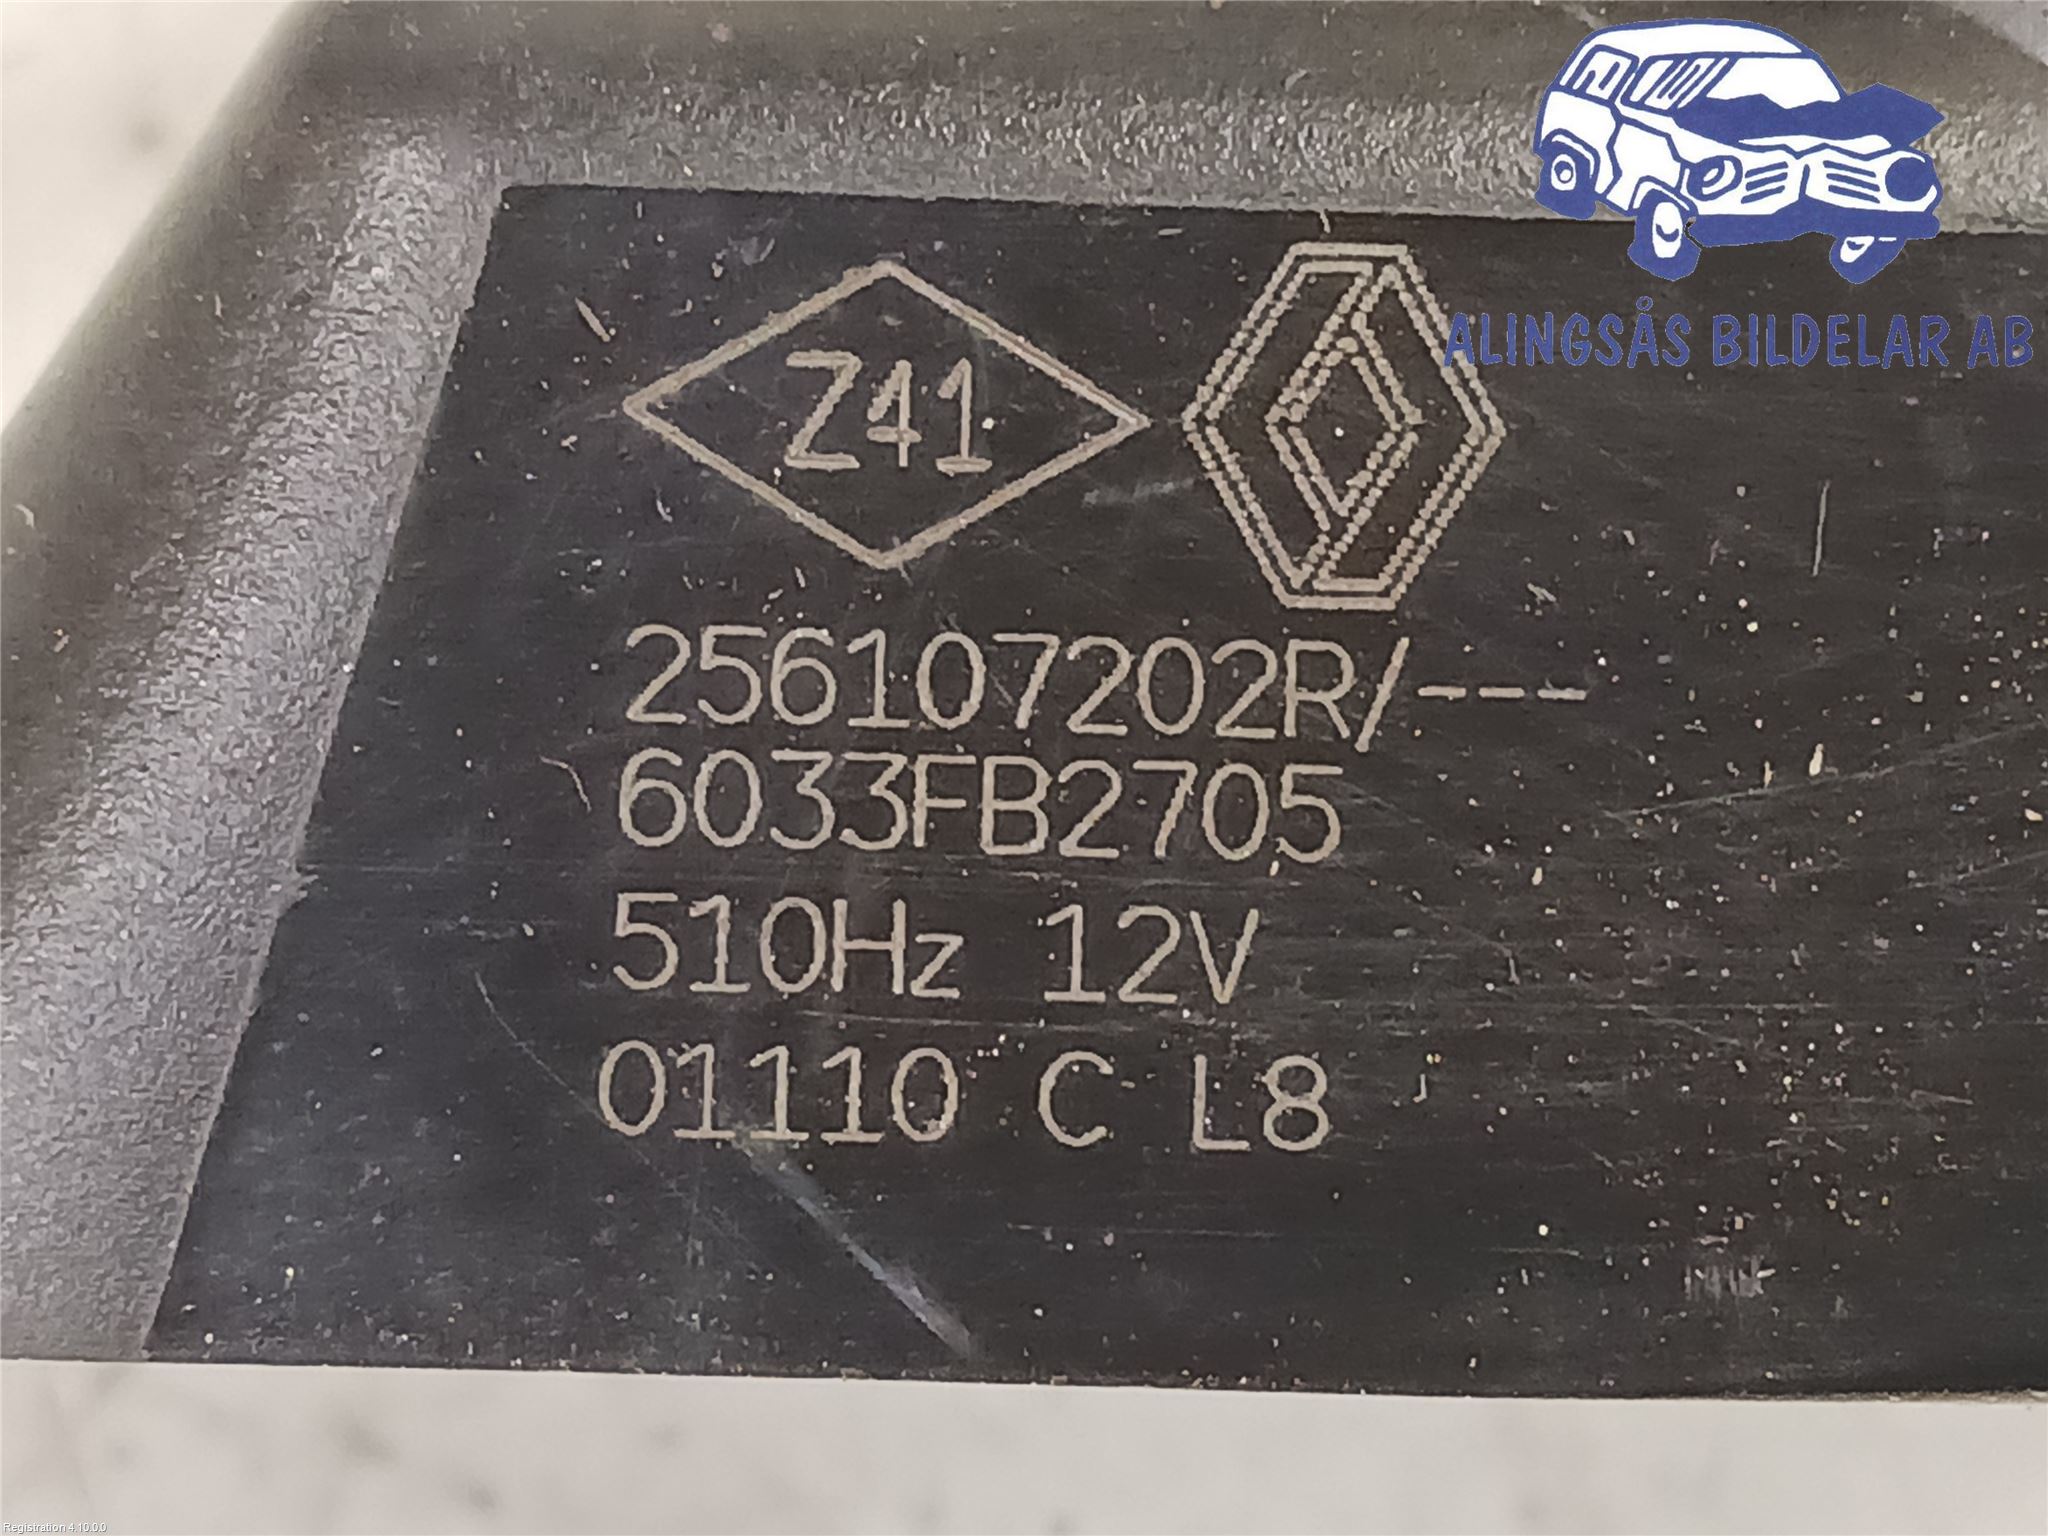 ALINGSÅS BILDELAR AB
Z41
256107202R/---
6033FB2705
510Hz 12V
01110 C L8
Registration 4.10.0.0